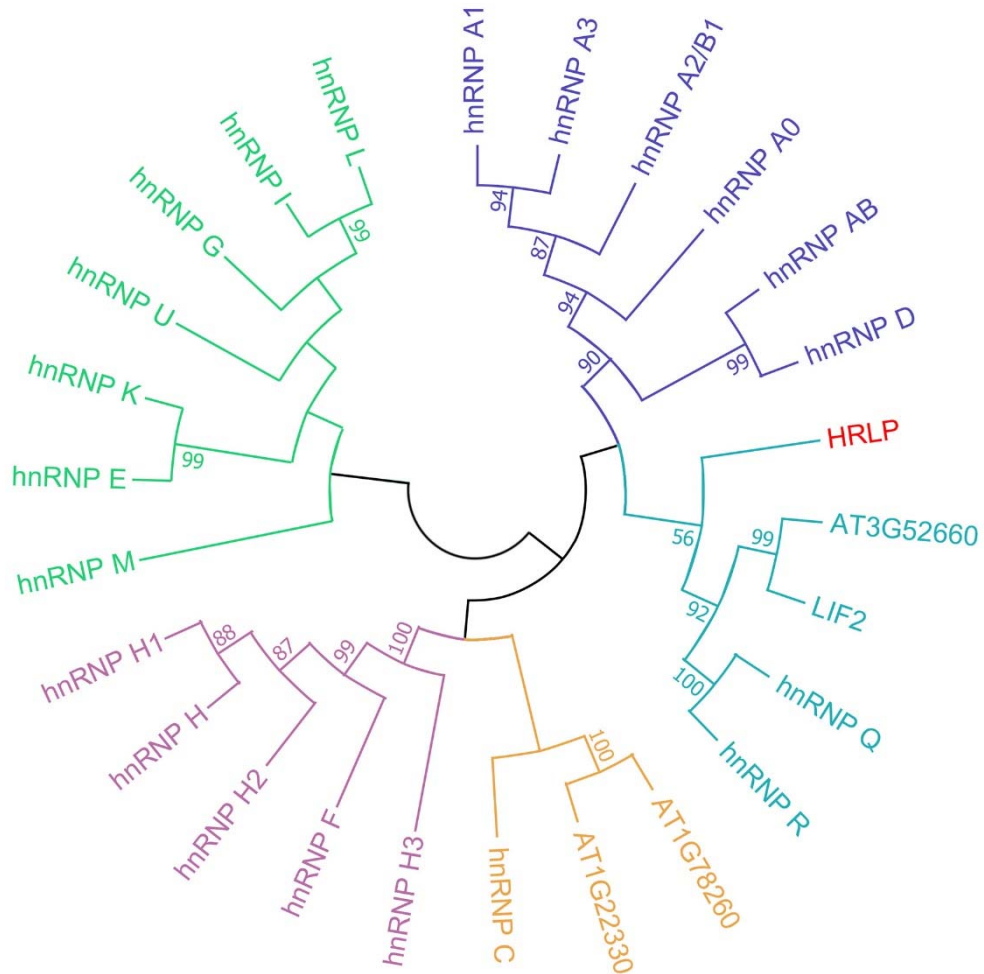 hnRNP A1
hnRNP A3
hnRNP A2/B1
hnRNP A0
hnRNP AB
hnRNP D
HRLP
AT3G52660
LIF2
hnRNP Q
hnRNP R
AT1G78260
AT1G22330
hnRNP C
hnRNP H3
hnRNP F
hnRNP H2
hnRNP H
hnRNP H1
hnRNP M
hnRNP E
hnRNP K
hnRNP U
hnRNP G
hnRNP I
hnRNP L
94
87
94
90
99
56
99
92
100
100
100
99
87
88
99
99